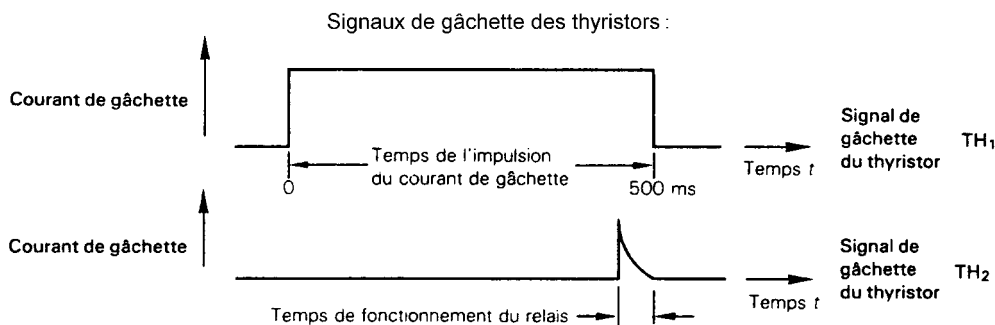 Signaux de gâchette des thyristors :
Courant de gâchette
Signal de
gâchette
du thyristor
TH₁
Temps de l'impulsion
du courant de gâchette
Temps t
0
500 ms
Courant de gâchette
Signal de
gâchette
du thyristor
TH₂
Temps t
Temps de fonctionnement du relais